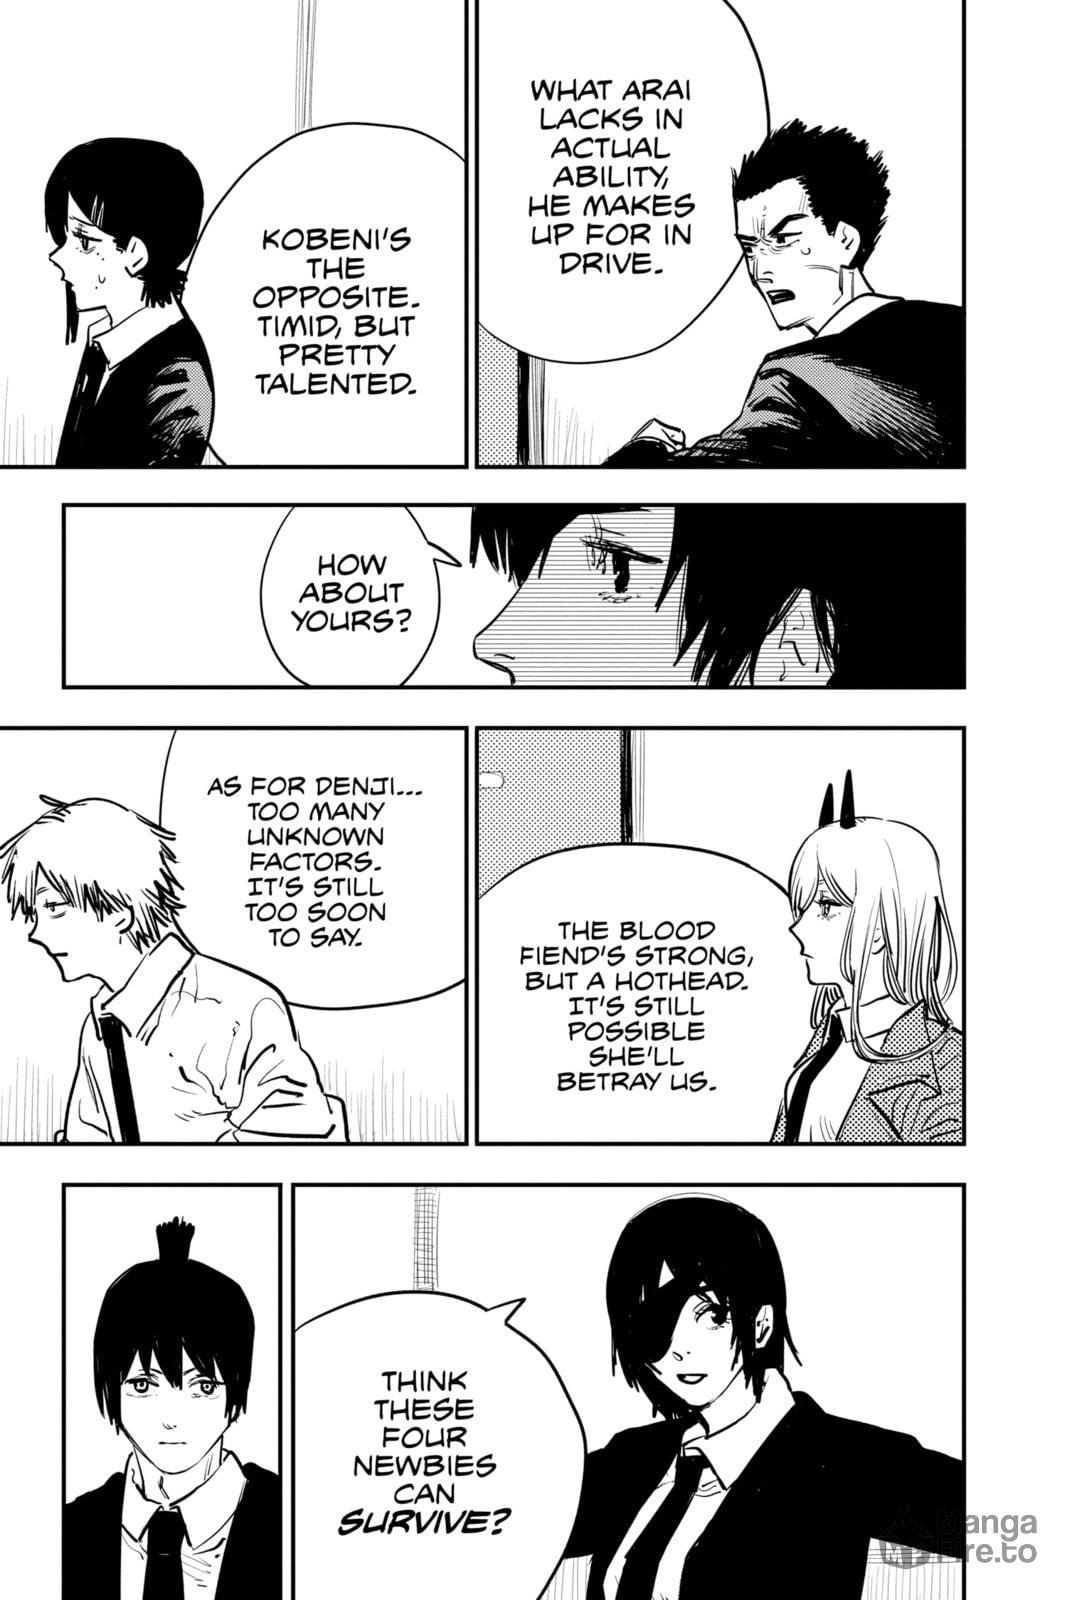 WHAT ARAI
LACKS IN
ACTUAL
ABILITY,
HE MAKES
UP FOR IN
DRIVE.
KOBENI'S
THE
OPPOSITE.
TIMID, BUT
PRETTY
TALENTED.
HOW
ABOUT
YOURS?
THE BLOOD
FIEND'S STRONG,
BUT A HOTHEAD.
IT'S STILL
POSSIBLE
SHE'LL
BETRAY US.
AS FOR DENJI...
TOO MANY
UNKNOWN
FACTORS.
IT'S STILL
TOO SOON
TO SAY.
THINK
THESE
FOUR
NEWBIES
CAN
SURVIVE?
Manga
Fire.to